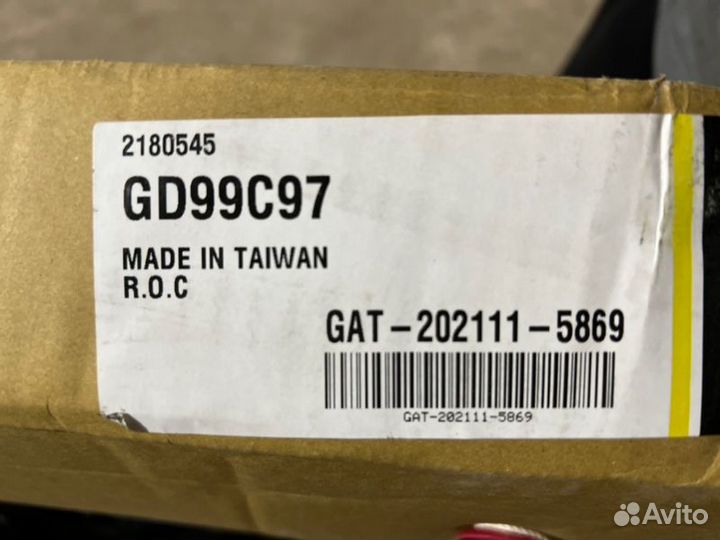 2180545
GD99C97
MADE IN TAIWAN
R.O.C
GAT-202111-5869
GAT-202111-5869
Avito